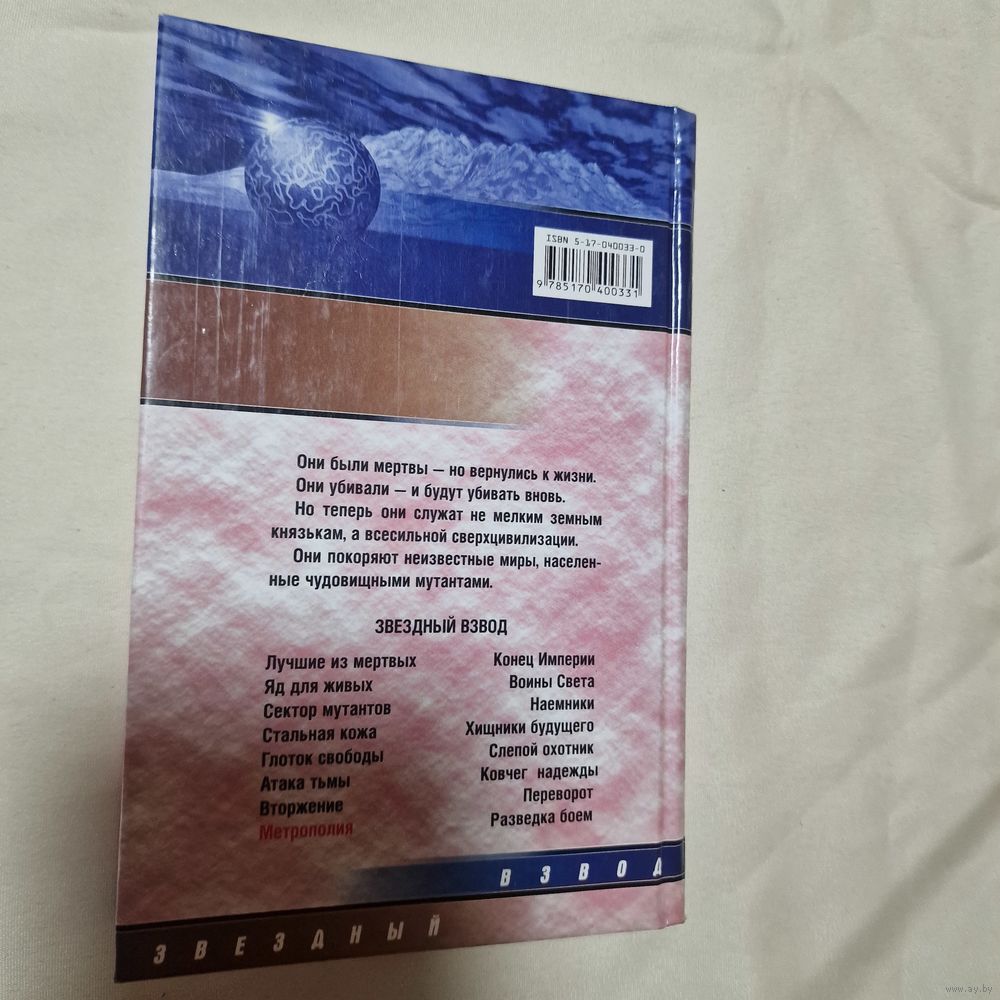 ISBN 5-17-040033-0
9 785170 400331
Они были мертвы – но вернулись к жизни.
Они убивали – и будут убивать вновь.
Но теперь они служат не мелким земным
князькам, а всесильной сверхцивилизации.
Они покоряют неизвестные миры, населен-
ные чудовищными мутантами.
ЗВЕЗДНЫЙ ВЗВОД
Лучшие из мертвых
Яд для живых
Сектор мутантов
Стальная кожа
Глоток свободы
Атака тьмы
Вторжение
Метрополия
Конец Империи
Воины Света
Наемники
Хищники будущего
Слепой охотник
Ковчег надежды
Переворот
Разведка боем
ВЗВОД
ЗВЕЗДНЫЙ
www.ay.by